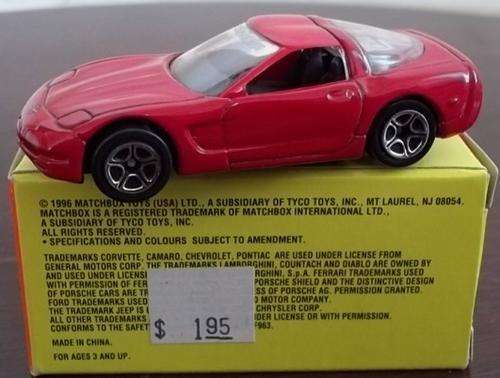 © 1996 MATCHBOX TOYS (USA) LTD., A SUBSIDIARY OF TYCO TOYS, INC., MT LAUREL, NJ 08054.
MATCHBOX IS A REGISTERED TRADEMARK OF MATCHBOX INTERNATIONAL LTD.,
A SUBSIDIARY OF TYCO TOYS, INC.
ALL RIGHTS RESERVED.
• SPECIFICATIONS AND COLOURS SUBJECT TO AMENDMENT.
TRADEMARKS CORVETTE, CAMARO, CHEVROLET, PONTIAC ARE USED UNDER LICENSE FROM
GENERAL MOTORS CORP. THE TRADEMARKS LAMBORGHINI, COUNTACH AND DIABLO ARE OWNED BY
AND USED UNDER LICENS RGHINI, S.p.A. FERRARI TRADEMARKS USED
WITH PERMISSION OF FER PORSCHE SHIELD AND THE DISTINCTIVE DESIGN
OF PORSCHE CARS ARE TR SS OF PORSCHE AG. PERMISSION GRANTED.
FORD TRADEMARKS USED D MOTOR COMPANY.
THE TRADEMARK JEEP IS CHRYSLER CORP.
ALL OTHER TRADEMARKS DER LICENSE OR WITH PERMISSION.
CONFORMS TO THE SAFET F963.
$ 1.95
MADE IN CHINA.
FOR AGES 3 AND UP.